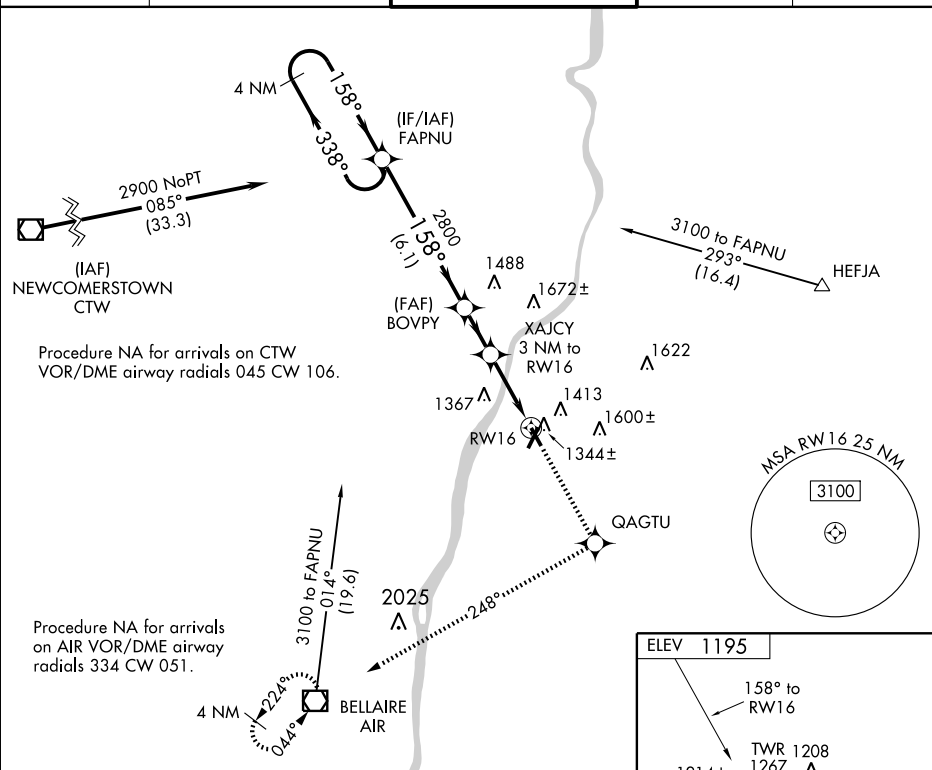 4 NM
158°
338°
(IF/IAF)
FAPNU
2900 NoPT
085°
(33.3)
(IAF)
NEWCOMERSTOWN
CTW
2800
158°
(6.1)
3100 to FAPNU
293°
(16.4)
HEFJA
1488
1672±
(FAF)
BOVPY
XAJCY
3 NM to
RW16
Procedure NA for arrivals on CTW
VOR/DME airway radials 045 CW 106.
1622
1367
1413
1600±
RW16
1344±
MSA RW16 25 NM
3100
QAGTU
3100 to FAPNU
014°
(19.6)
2025
248°
Procedure NA for arrivals
on AIR VOR/DME airway
radials 334 CW 051.
4 NM
224°
044°
BELLAIRE
AIR
ELEV 1195
158° to
RW16
TWR 1208
1267